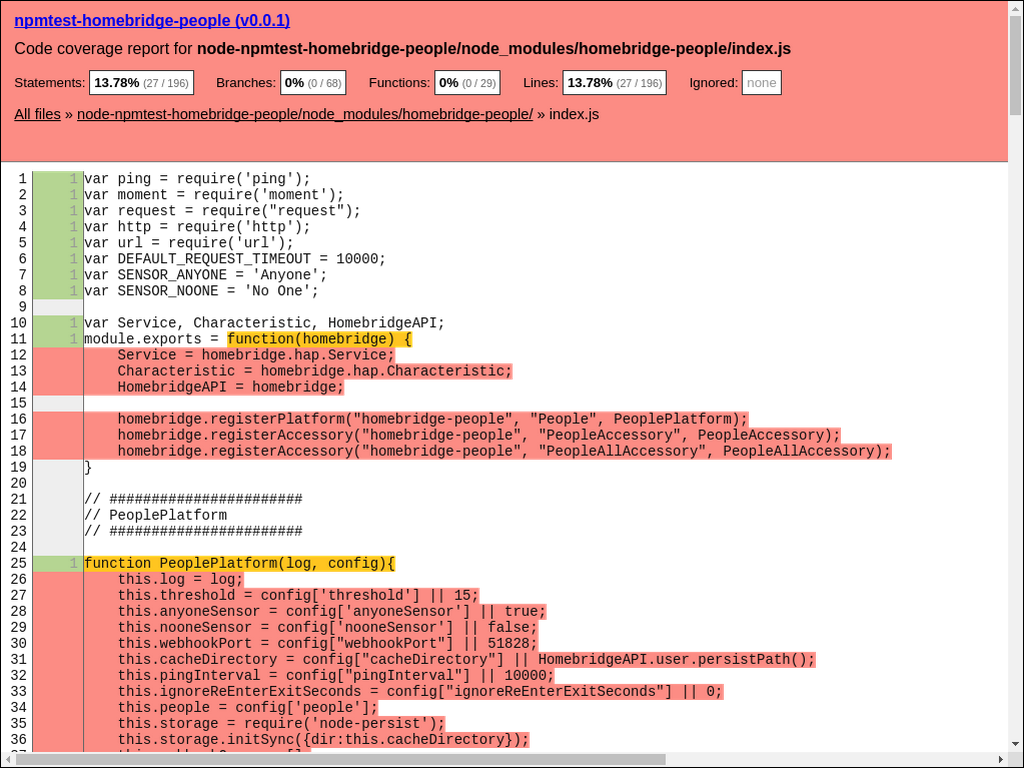 npmtest-homebridge-people (v0.0.1)
Code coverage report for node-npmtest-homebridge-people/node_modules/homebridge-people/index.js
Statements: 13.78% (27 / 196) Branches: 0% (0 / 68) Functions: 0% (0 / 29) Lines: 13.78% (27 / 196) Ignored: none
All files » node-npmtest-homebridge-people/node_modules/homebridge-people/ » index.js
1 1 var ping = require('ping');
2 1 var moment = require('moment');
3 1 var request = require("request");
4 1 var http = require('http');
5 1 var url = require('url');
6 1 var DEFAULT_REQUEST_TIMEOUT = 10000;
7 1 var SENSOR_ANYONE = 'Anyone';
8 1 var SENSOR_NOONE = 'No One';
9
10 1 var Service, Characteristic, HomebridgeAPI;
11 1 module.exports = function(homebridge) {
12 Service = homebridge.hap.Service;
13 Characteristic = homebridge.hap.Characteristic;
14 HomebridgeAPI = homebridge;
15
16 homebridge.registerPlatform("homebridge-people", "People", PeoplePlatform);
17 homebridge.registerAccessory("homebridge-people", "PeopleAccessory", PeopleAccessory);
18 homebridge.registerAccessory("homebridge-people", "PeopleAllAccessory", PeopleAllAccessory);
19 }
20
21 // #######################
22 // PeoplePlatform
23 // #######################
24
25 1 function PeoplePlatform(log, config){
26 this.log = log;
27 this.threshold = config['threshold'] || 15;
28 this.anyoneSensor = config['anyoneSensor'] || true;
29 this.nooneSensor = config['nooneSensor'] || false;
30 this.webhookPort = config["webhookPort"] || 51828;
31 this.cacheDirectory = config["cacheDirectory"] || HomebridgeAPI.user.persistPath();
32 this.pingInterval = config["pingInterval"] || 10000;
33 this.ignoreReEnterExitSeconds = config["ignoreReEnterExitSeconds"] || 0;
34 this.people = config['people'];
35 this.storage = require('node-persist');
36 this.storage.initSync({dir:this.cacheDirectory});